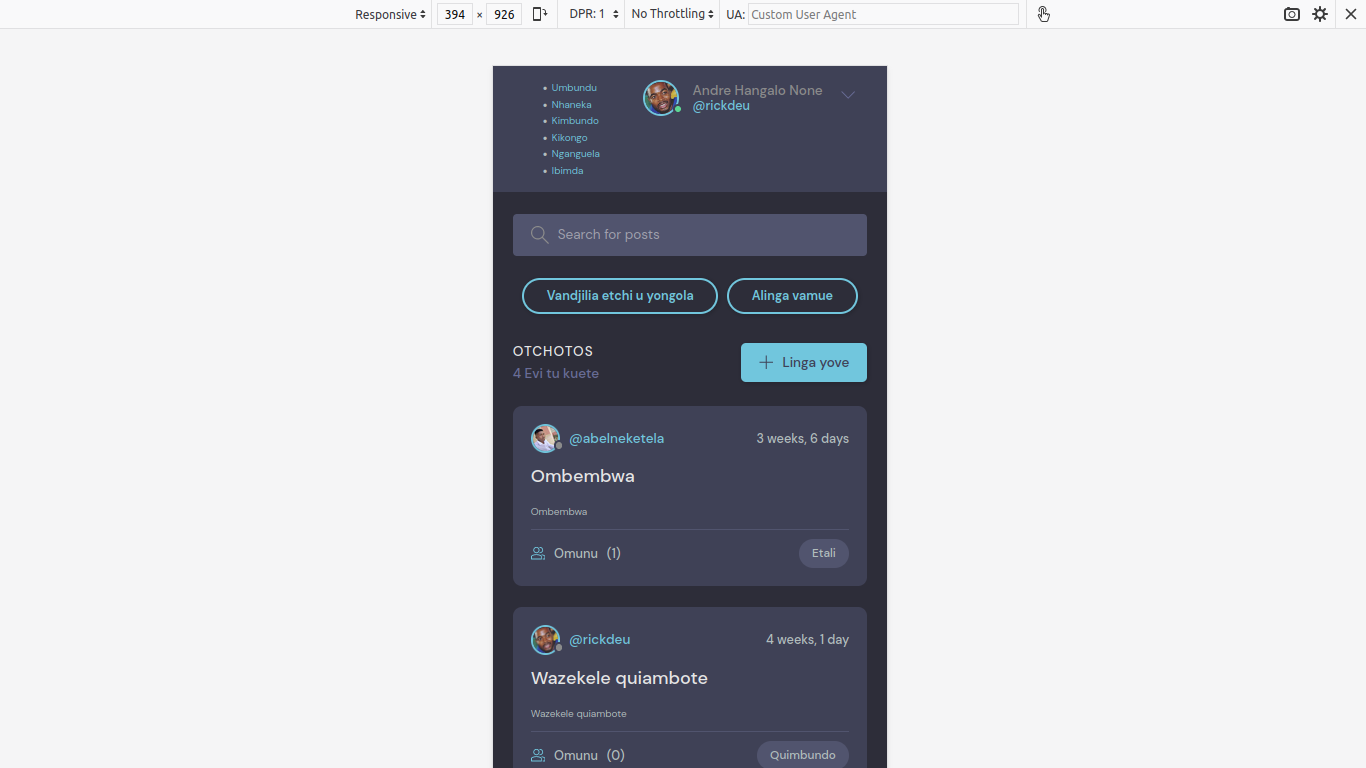 Responsive 394 × 926 DPR: 1 No Throttling UA: Custom User Agent
Umbundu
Nhaneka
Kimbundo
Kikongo
Nganguela
Ibimda
Andre Hangalo None
@rickdeu
Search for posts
Vandjilia etchi u yongola Alinga vamue
OTCHOTOS
4 Evi tu kuete
Linga yove
@abelneketela 3 weeks, 6 days
Ombembwa
Ombembwa
Omunu (1) Etali
@rickdeu 4 weeks, 1 day
Wazekele quiambote
Wazekele quiambote
Omunu (0) Quimbundo